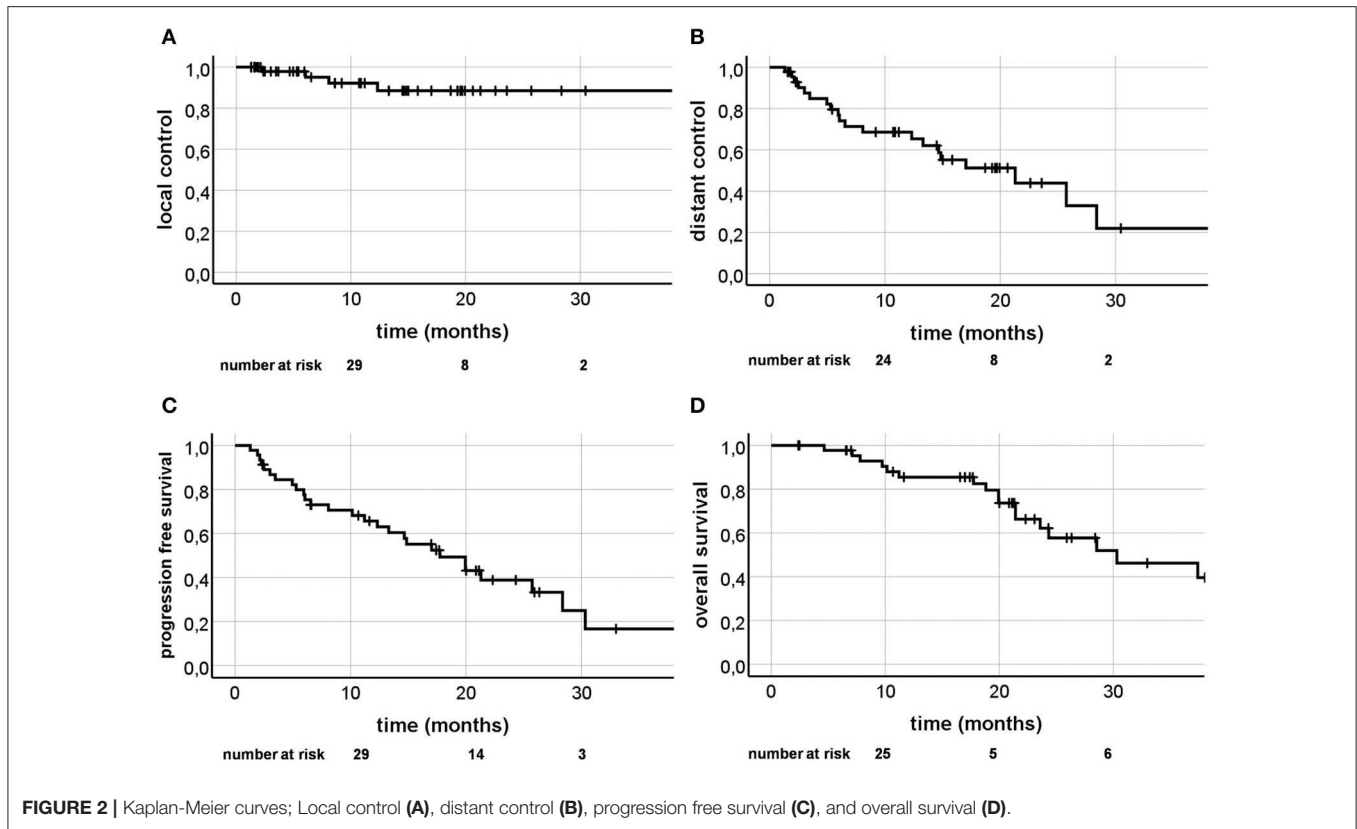 A
local control
1,0
0,8
0,6
0,4
0,2
0,0
0 10 20 30
time (months)
number at risk 29 8 2
B
distant control
1,0
0,8
0,6
0,4
0,2
0,0
0 10 20 30
time (months)
number at risk 24 8 2
C
progression free survival
1,0
0,8
0,6
0,4
0,2
0,0
0 10 20 30
time (months)
number at risk 29 14 3
D
overall survival
1,0
0,8
0,6
0,4
0,2
0,0
0 10 20 30
time (months)
number at risk 25 5 6
FIGURE 2 | Kaplan-Meier curves; Local control (A), distant control (B), progression free survival (C), and overall survival (D).